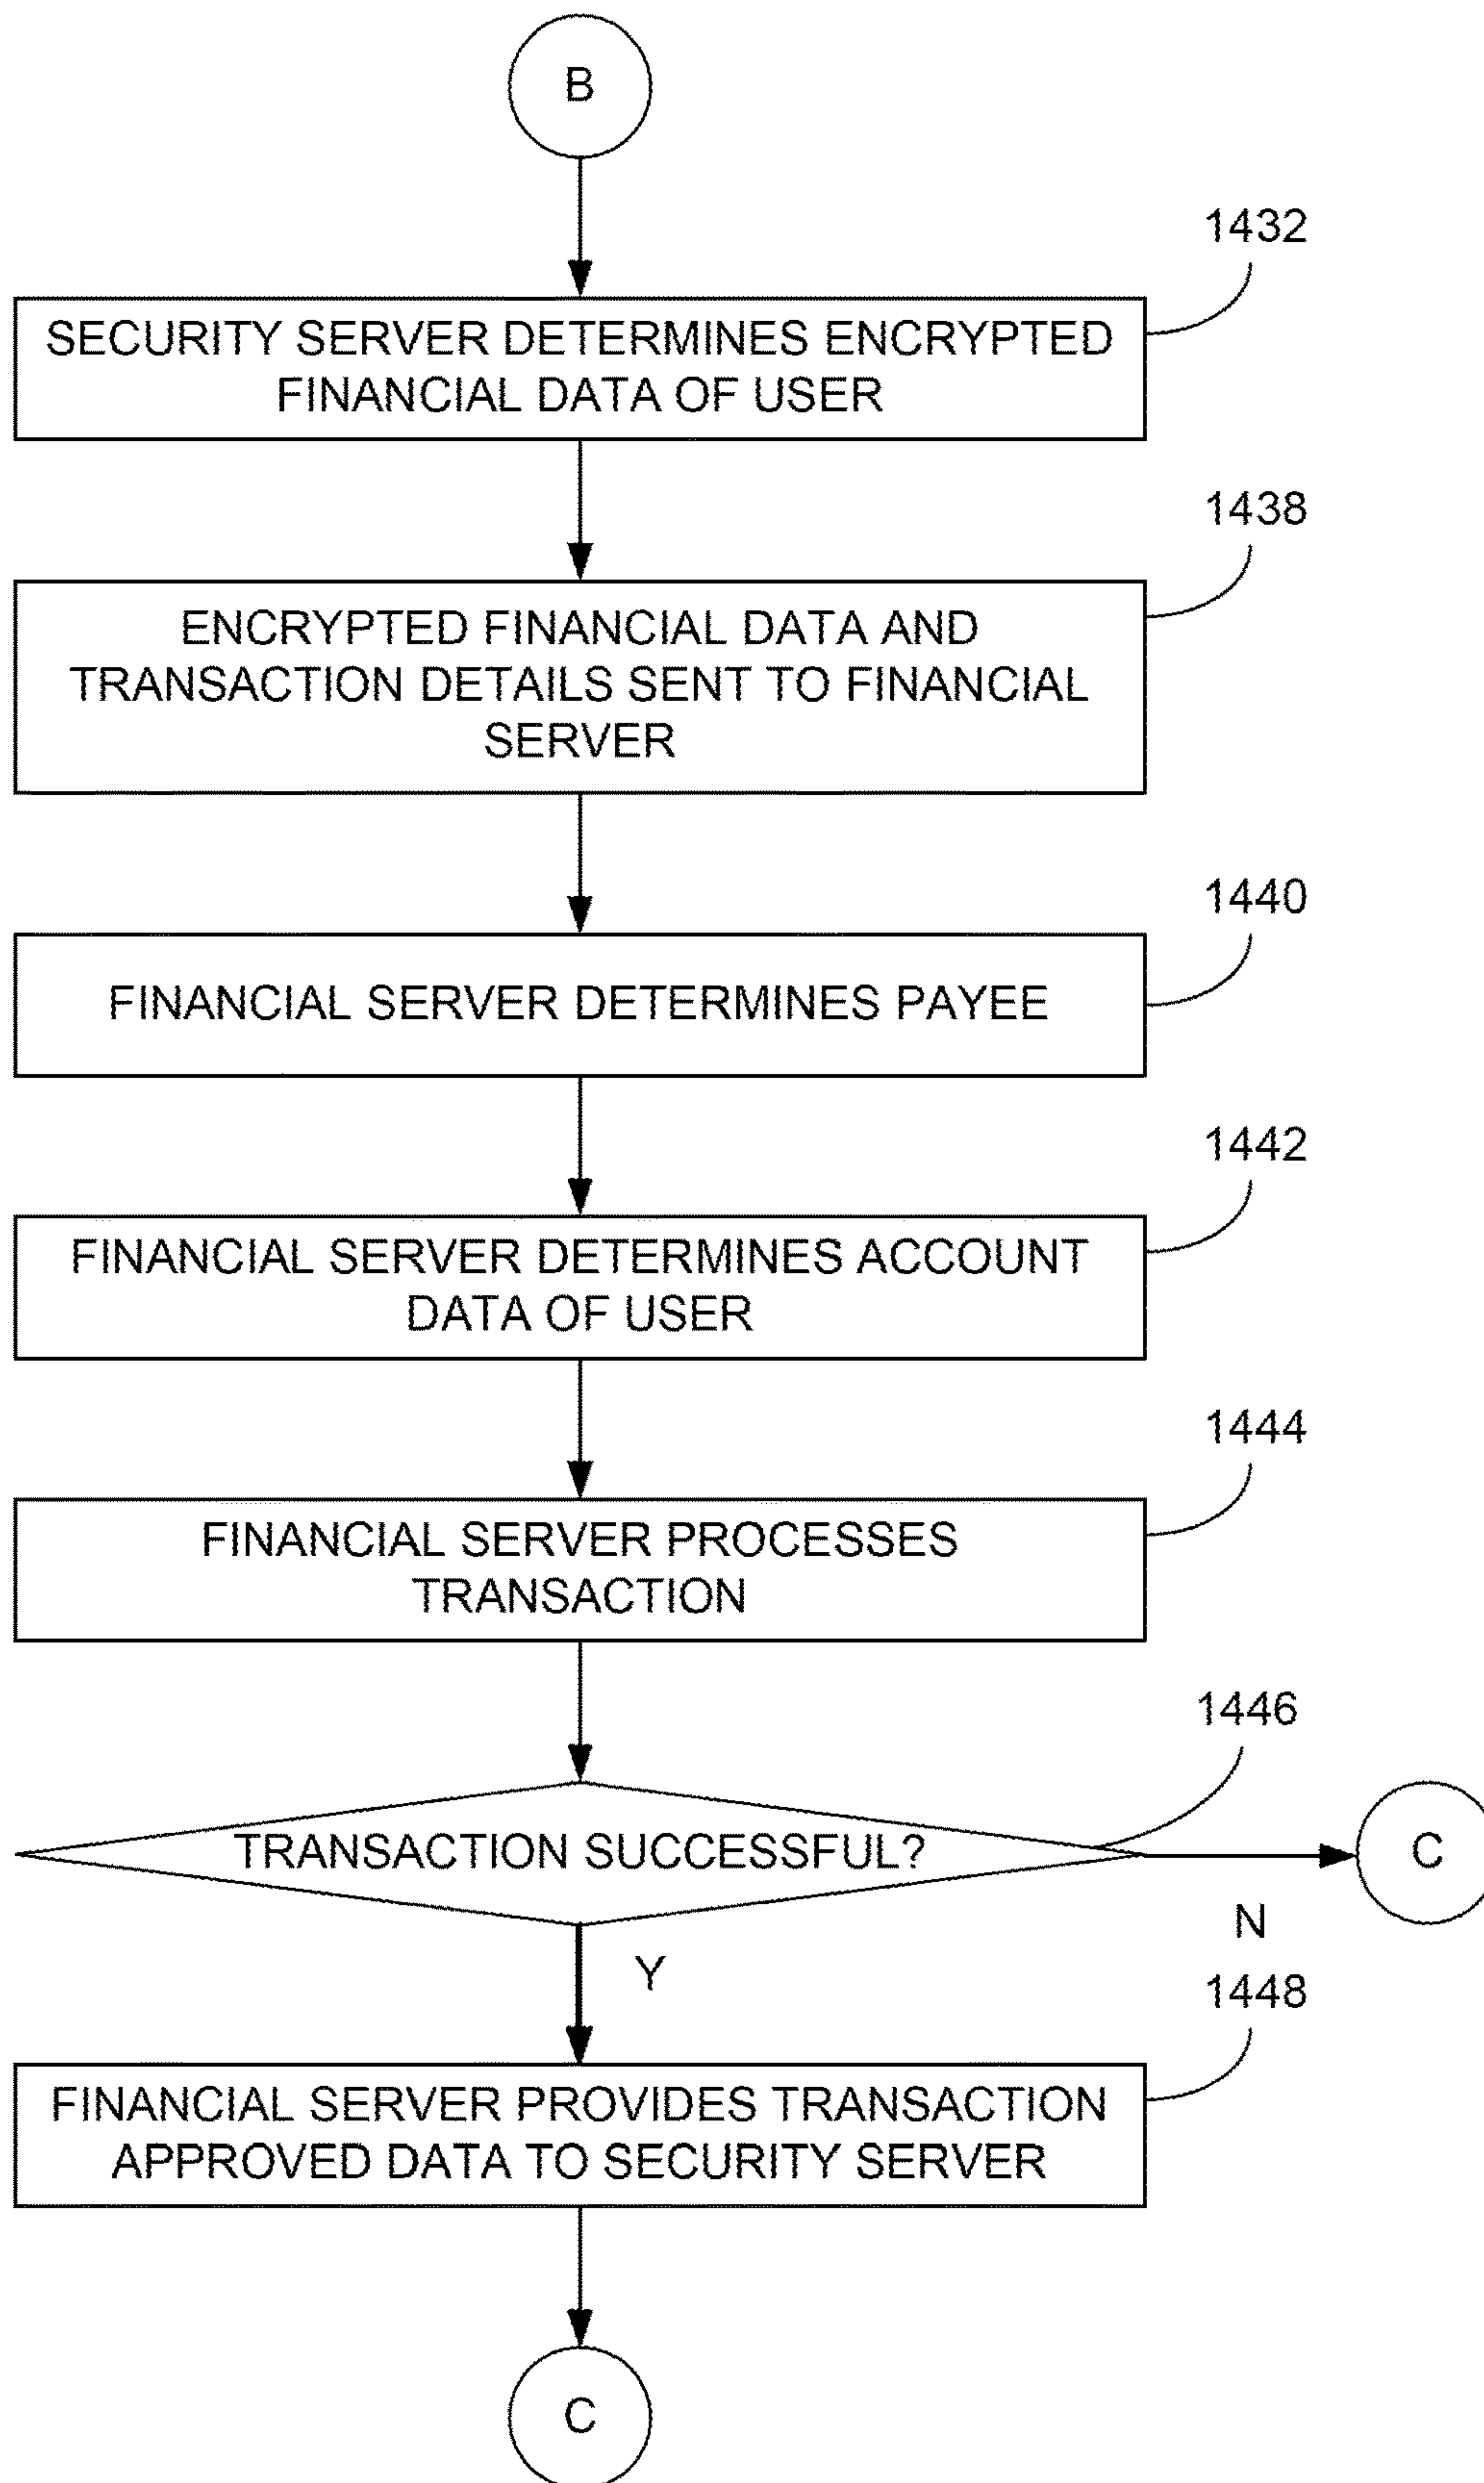 B
1432
SECURITY SERVER DETERMINES ENCRYPTED
FINANCIAL DATA OF USER
1438
ENCRYPTED FINANCIAL DATA AND
TRANSACTION DETAILS SENT TO FINANCIAL
SERVER
1440
FINANCIAL SERVER DETERMINES PAYEE
1442
FINANCIAL SERVER DETERMINES ACCOUNT
DATA OF USER
1444
FINANCIAL SERVER PROCESSES
TRANSACTION
1446
TRANSACTION SUCCESSFUL?
C
N
Y
1448
FINANCIAL SERVER PROVIDES TRANSACTION
APPROVED DATA TO SECURITY SERVER
C